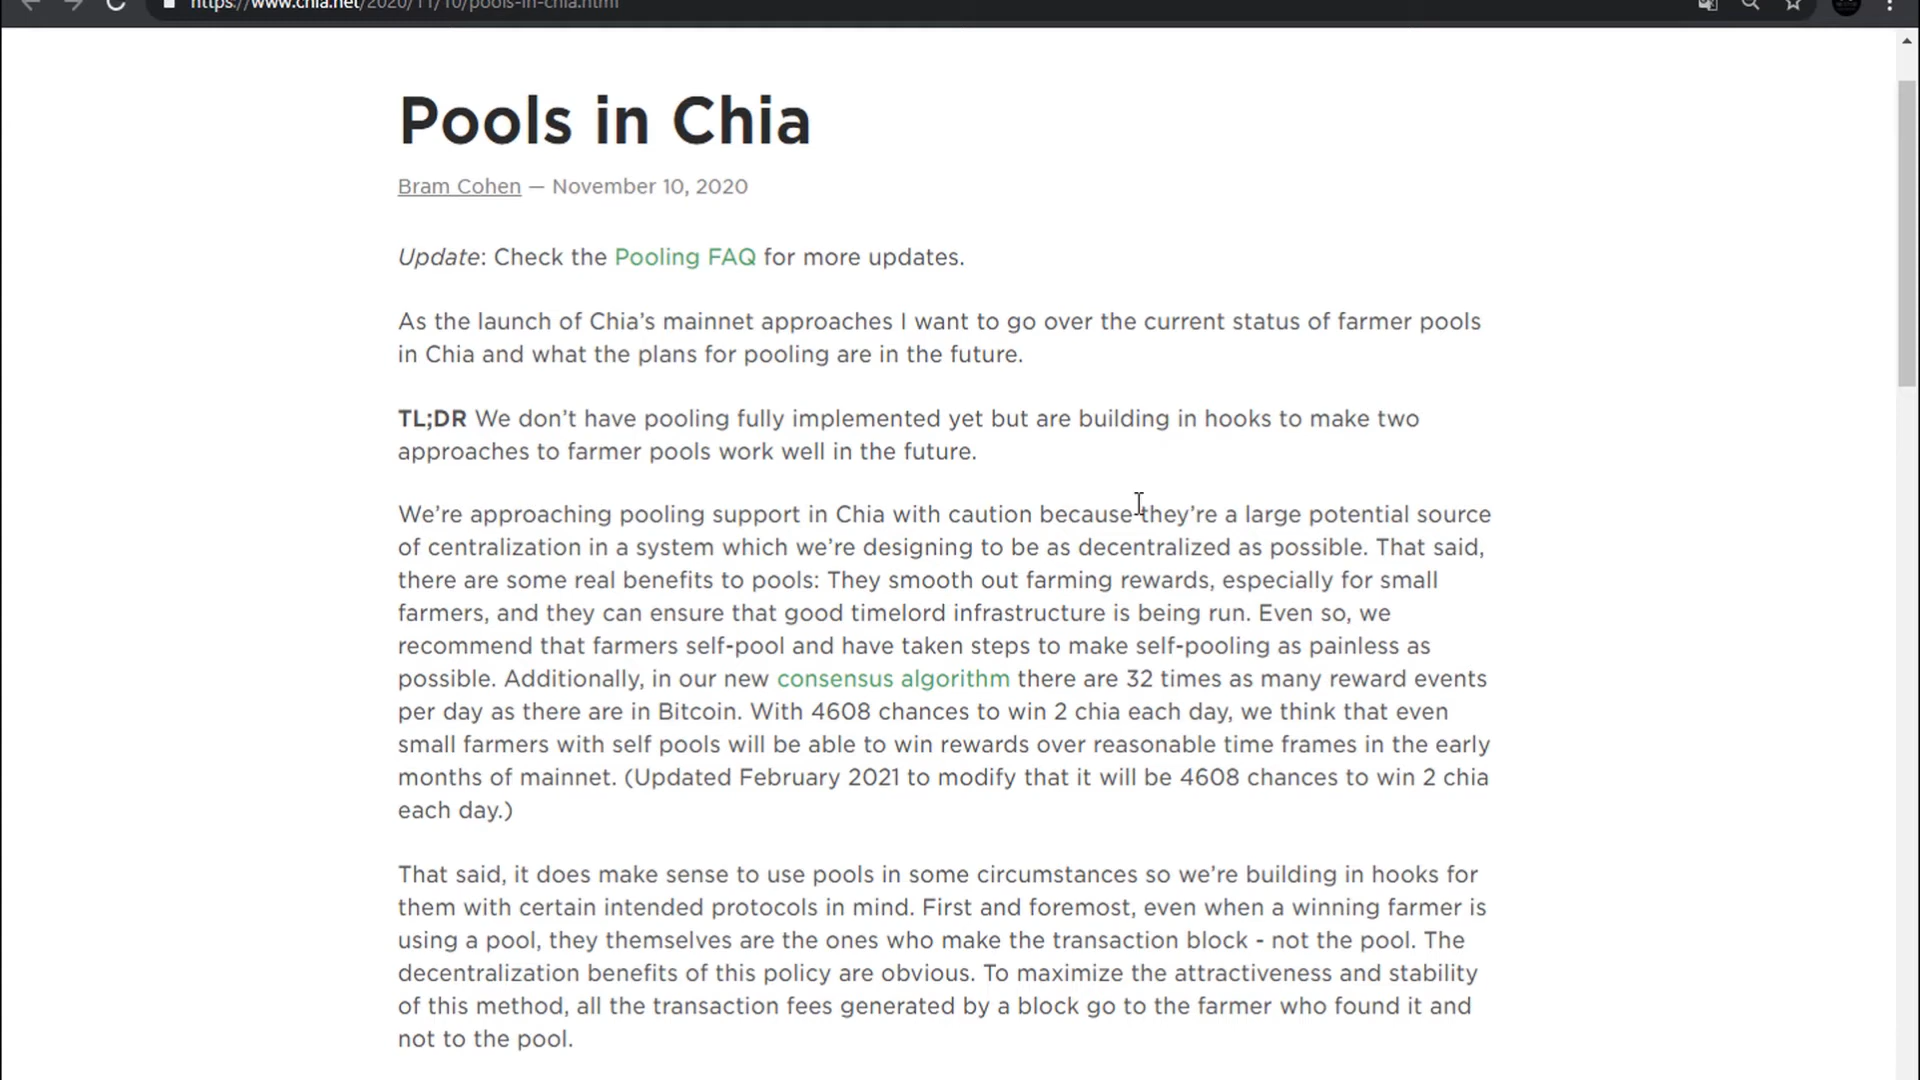 https://www.chia.net/2020/11/10/pools-in-chia.html
Pools in Chia
Bram Cohen — November 10, 2020
Update: Check the Pooling FAQ for more updates.
As the launch of Chia’s mainnet approaches I want to go over the current status of farmer pools
in Chia and what the plans for pooling are in the future.
TL;DR We don’t have pooling fully implemented yet but are building in hooks to make two
approaches to farmer pools work well in the future.
We’re approaching pooling support in Chia with caution because they’re a large potential source
of centralization in a system which we’re designing to be as decentralized as possible. That said,
there are some real benefits to pools: They smooth out farming rewards, especially for small
farmers, and they can ensure that good timelord infrastructure is being run. Even so, we
recommend that farmers self-pool and have taken steps to make self-pooling as painless as
possible. Additionally, in our new consensus algorithm there are 32 times as many reward events
per day as there are in Bitcoin. With 4608 chances to win 2 chia each day, we think that even
small farmers with self pools will be able to win rewards over reasonable time frames in the early
months of mainnet. (Updated February 2021 to modify that it will be 4608 chances to win 2 chia
each day.)
That said, it does make sense to use pools in some circumstances so we’re building in hooks for
them with certain intended protocols in mind. First and foremost, even when a winning farmer is
using a pool, they themselves are the ones who make the transaction block - not the pool. The
decentralization benefits of this policy are obvious. To maximize the attractiveness and stability
of this method, all the transaction fees generated by a block go to the farmer who found it and
not to the pool.